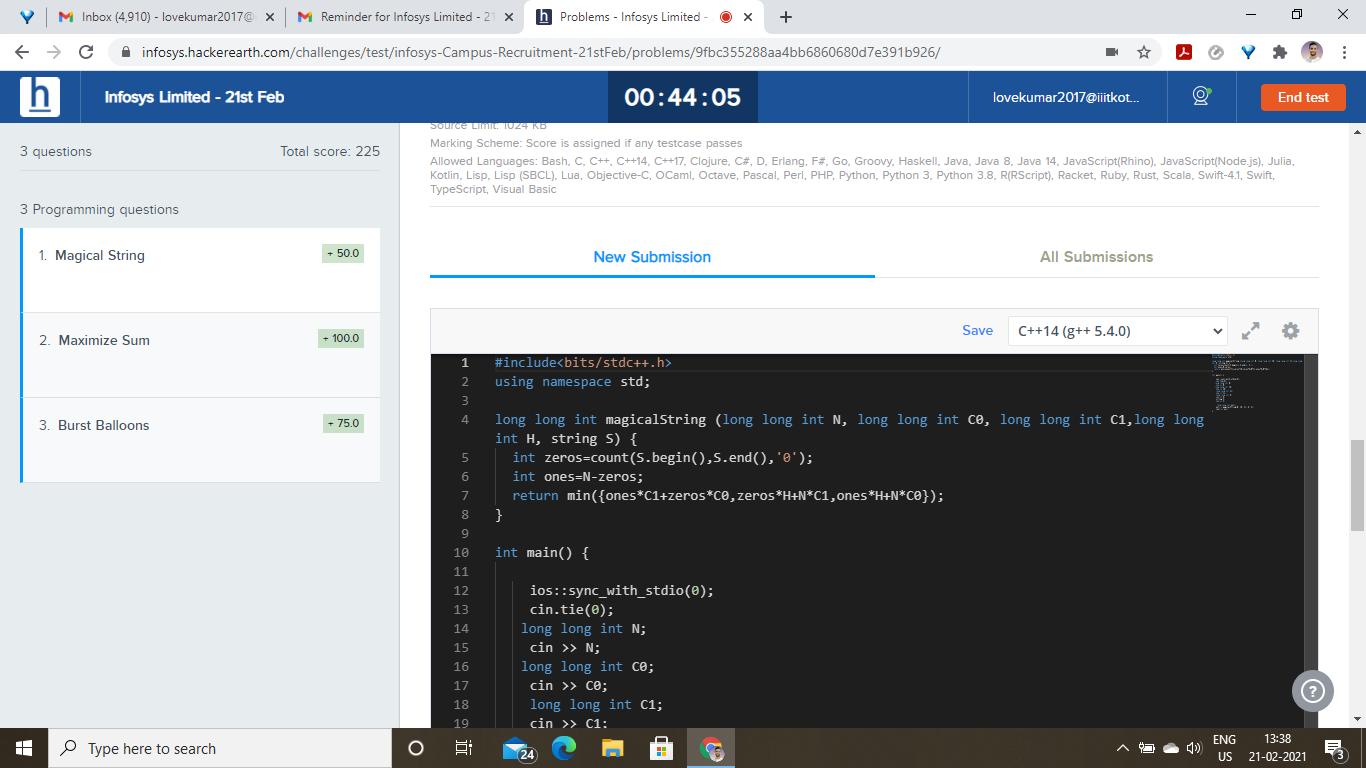 Inbox (4,910) - lovekumar2017@
Reminder for Infosys Limited - 21
Problems - Infosys Limited -
infosys.hackerearth.com/challenges/test/infosys-Campus-Recruitment-21stFeb/problems/9fbc355288aa4bb6860680d7e391b926/
h
Infosys Limited - 21st Feb
00:44:05
lovekumar2017@iiitkot...
End test
3 questions
Total score: 225
3 Programming questions
1. Magical String
+ 50.0
2. Maximize Sum
+ 100.0
3. Burst Balloons
+ 75.0
Source Limit: 1024 KB
Marking Scheme: Score is assigned if any testcase passes
Allowed Languages: Bash, C, C++, C++14, C++17, Clojure, C#, D, Erlang, F#, Go, Groovy, Haskell, Java, Java 8, Java 14, JavaScript(Rhino), JavaScript(Node.js), Julia,
Kotlin, Lisp, Lisp (SBCL), Lua, Objective-C, OCaml, Octave, Pascal, Perl, PHP, Python, Python 3, Python 3.8, R(RScript), Racket, Ruby, Rust, Scala, Swift-4.1, Swift,
TypeScript, Visual Basic
New Submission
All Submissions
Save
C++14 (g++ 5.4.0)
1 #include<bits/stdc++.h>
2 using namespace std;
3
4 long long int magicalString (long long int N, long long int C0, long long int C1,long long
int H, string S) {
5 int zeros=count(S.begin(),S.end(),'0');
6 int ones=N-zeros;
7 return min({ones*C1+zeros*C0,zeros*H+N*C1,ones*H+N*C0});
8 }
9
10 int main() {
11
12 ios::sync_with_stdio(0);
13 cin.tie(0);
14 long long int N;
15 cin >> N;
16 long long int C0;
17 cin >> C0;
18 long long int C1;
19 cin >> C1;
?
Type here to search
24
ENG
US
13:38
21-02-2021
3